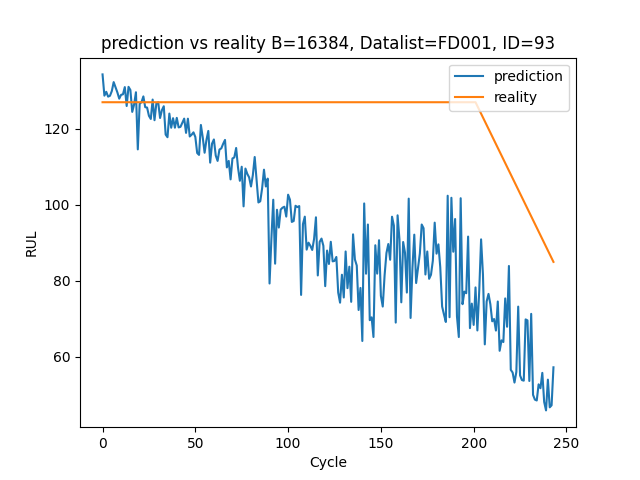 prediction vs reality B=16384, Datalist=FD001, ID=93
prediction
reality
120
100
80
60
RUL
0 50 100 150 200 250
Cycle